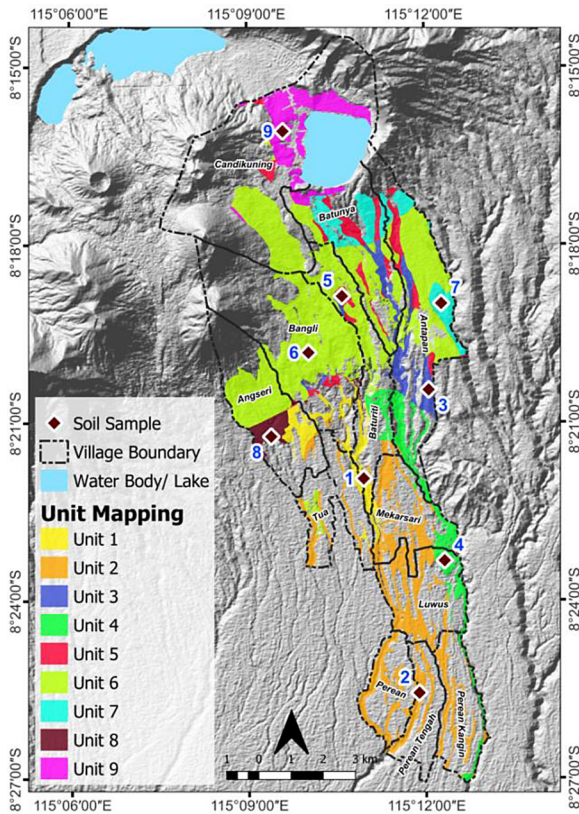 115°06'00"E 115°09'00"E 115°12'00"E
8°15'00"S
8°15'00"S
9
Candikuning
Batunya
8°18'00"S
8°18'00"S
5
7
Bangli
Antapan
6
Angseri
3
8°21'00"S
8°21'00"S
Baturiti
8
1
Tua
Mekarsari
4
Luwus
8°24'00"S
8°24'00"S
Perean
2
Perean Tengah
Perean Kangin
Soil Sample
Village Boundary
Water Body/ Lake
Unit Mapping
Unit 1
Unit 2
Unit 3
Unit 4
Unit 5
Unit 6
Unit 7
Unit 8
Unit 9
1 0 1 2 3 km
8°27'00"S
8°27'00"S
115°06'00"E 115°09'00"E 115°12'00"E